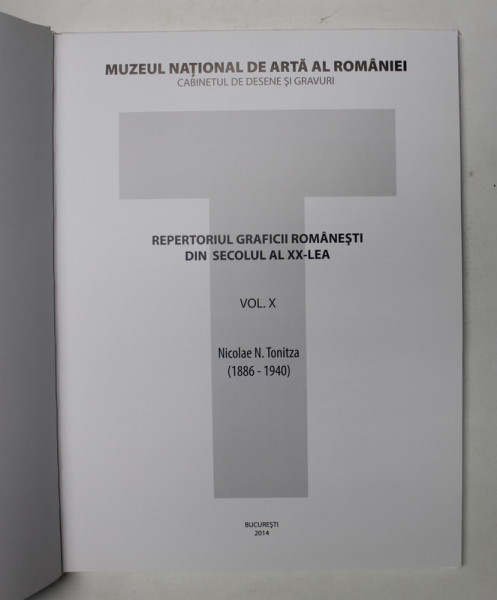 MUZEUL NAȚIONAL DE ARTĂ AL ROMÂNIEI
CABINETUL DE DESENE ȘI GRAVURI
T
REPERTORIUL GRAFICII ROMÂNEȘTI
DIN SECOLUL AL XX-LEA
VOL. X
Nicolae N. Tonitza
(1886 - 1940)
BUCUREȘTI
2014